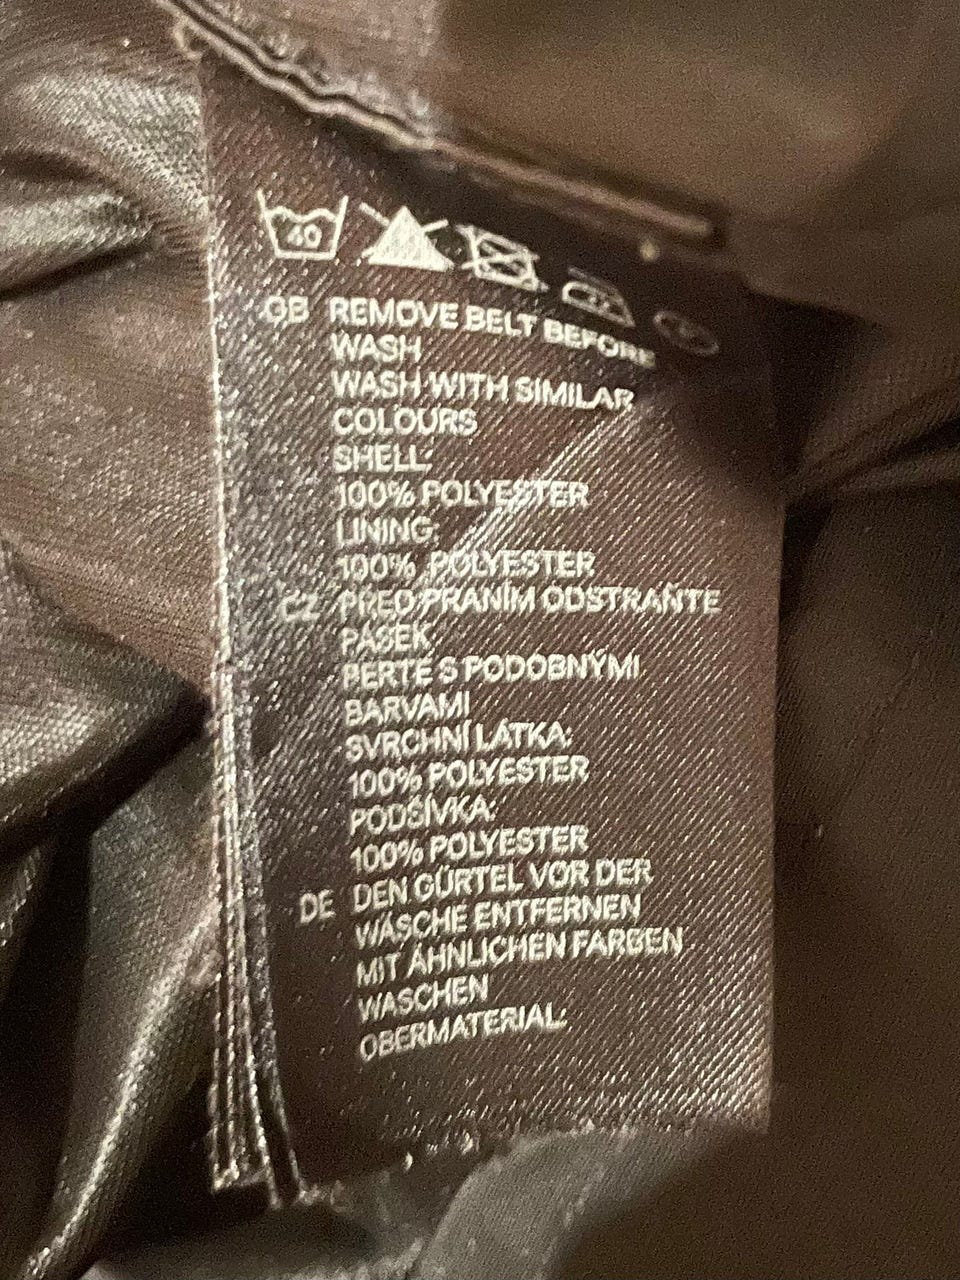 40
GB REMOVE BELT BEFORE
WASH
WASH WITH SIMILAR
COLOURS
SHELL:
100% POLYESTER
LINING:
100% POLYESTER
CZ PŘED PRANÍM ODSTRAŇTE
PÁSEK
PERTE S PODOBNÝMI
BARVAMI
SVRCHNÍ LÁTKA:
100% POLYESTER
PODŠÍVKA:
100% POLYESTER
DE DEN GÜRTEL VOR DER
WÄSCHE ENTFERNEN
MIT ÄHNLICHEN FARBEN
WASCHEN
OBERMATERIAL: